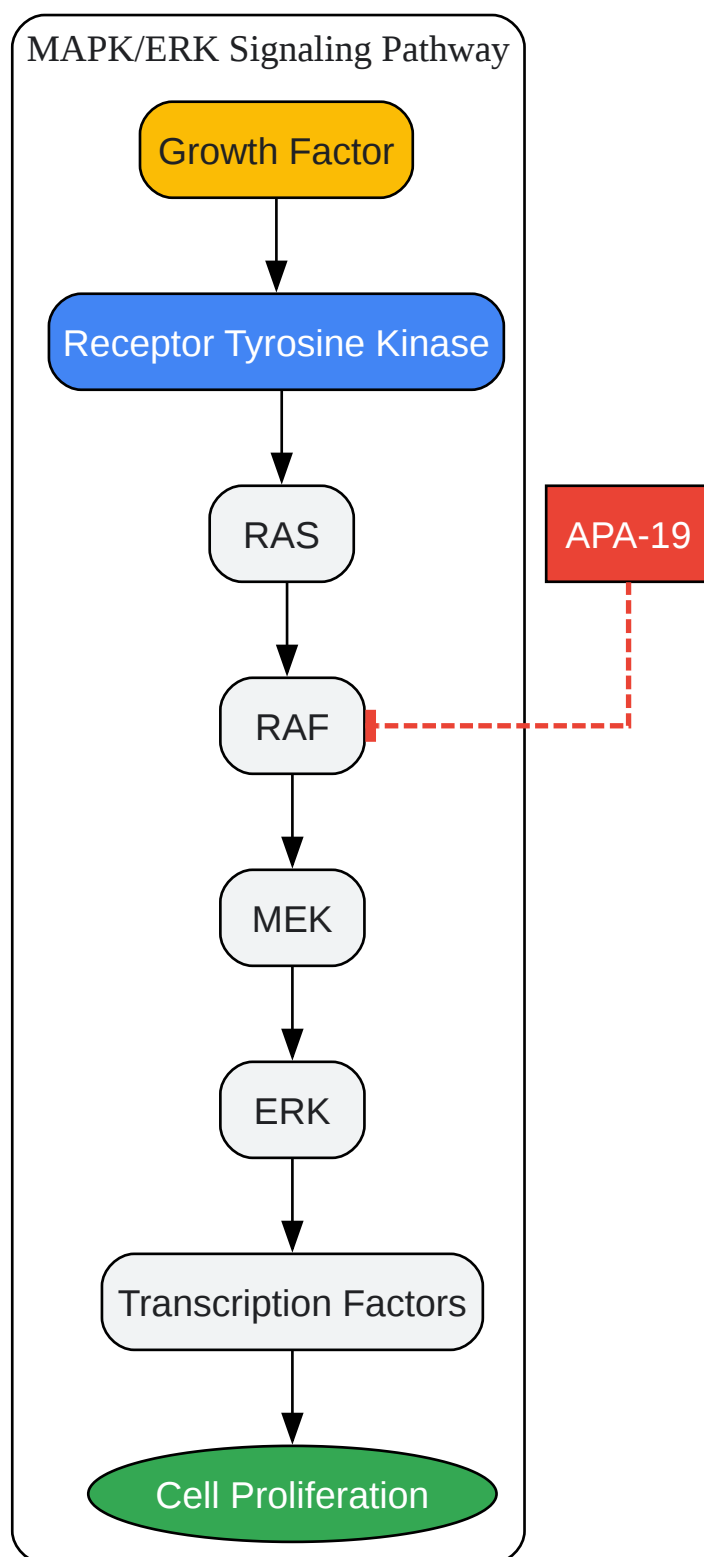 MAPK/ERK Signaling Pathway
Growth Factor
Receptor Tyrosine Kinase
RAS
APA-19
RAF
MEK
ERK
Transcription Factors
Cell Proliferation